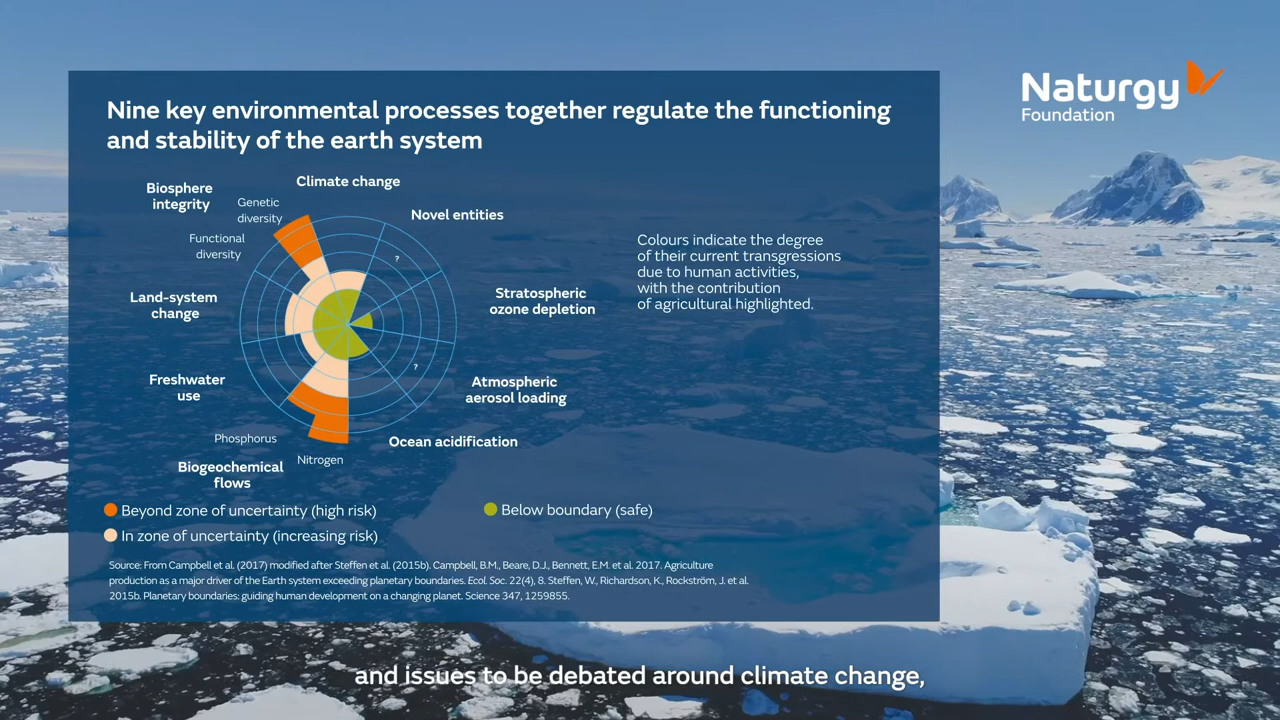 Naturgy
Foundation
Nine key environmental processes together regulate the functioning
and stability of the earth system
Climate change
Biosphere
integrity
Genetic
diversity
Novel entities
Functional
diversity
?
Colours indicate the degree
of their current transgressions
due to human activities,
with the contribution
of agricultural highlighted.
Land-system
change
Stratospheric
ozone depletion
?
Freshwater
use
Atmospheric
aerosol loading
Phosphorus
Ocean acidification
Nitrogen
Biogeochemical
flows
Beyond zone of uncertainty (high risk)
Below boundary (safe)
In zone of uncertainty (increasing risk)
Source: From Campbell et al. (2017) modified after Steffen et al. (2015b). Campbell, B.M., Beare, D.J., Bennett, E.M. et al. 2017. Agriculture
production as a major driver of the Earth system exceeding planetary boundaries. Ecol. Soc. 22(4), 8. Steffen, W., Richardson, K., Rockström, J. et al.
2015b. Planetary boundaries: guiding human development on a changing planet. Science 347, 1259855.
and issues to be debated around climate change,